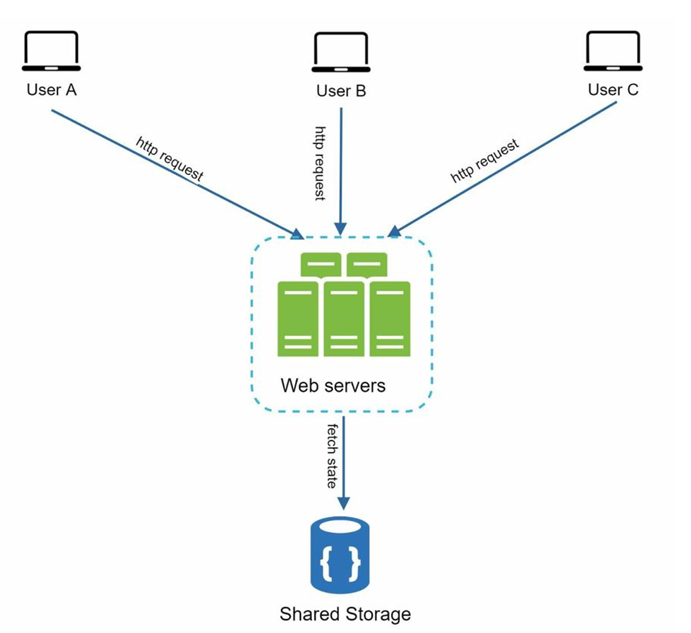 User A
User B
User C
http request
http request
http request
Web servers
fetch state
{ }
Shared Storage